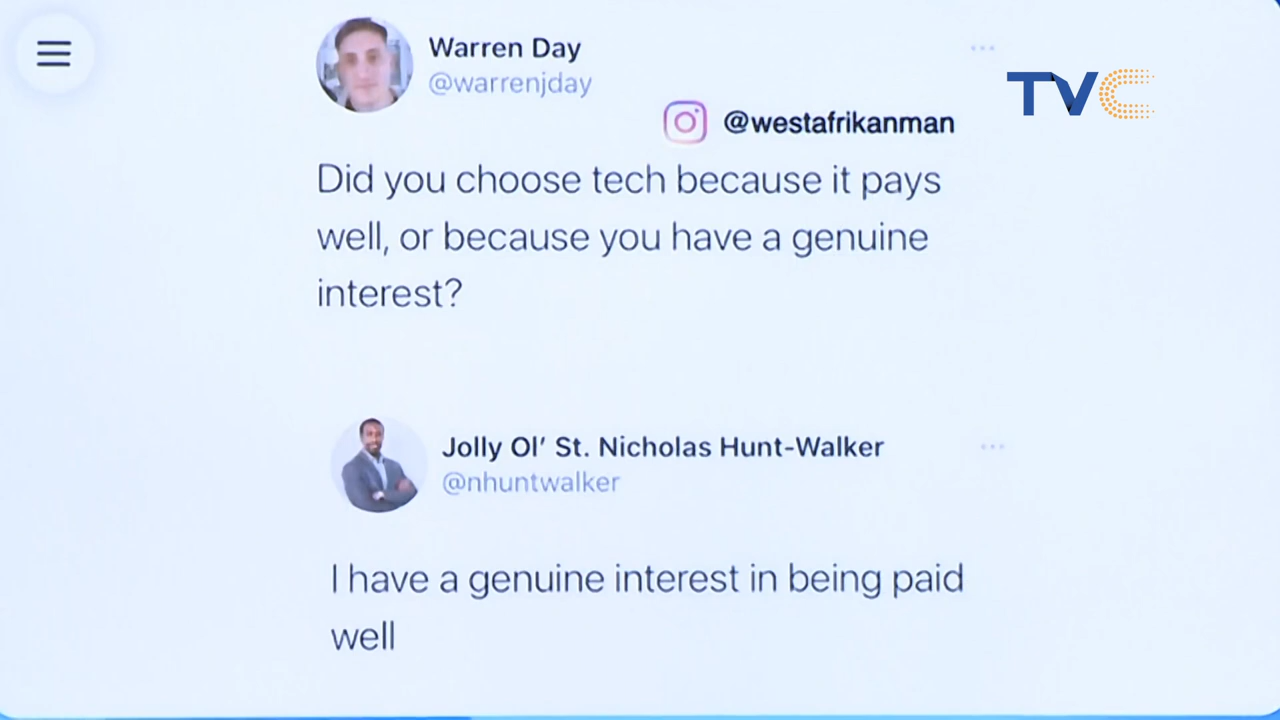 Warren Day
@warrenjday
TVC
@westafrikanman
Did you choose tech because it pays
well, or because you have a genuine
interest?
Jolly Ol’ St. Nicholas Hunt-Walker
@nhuntwalker
I have a genuine interest in being paid
well